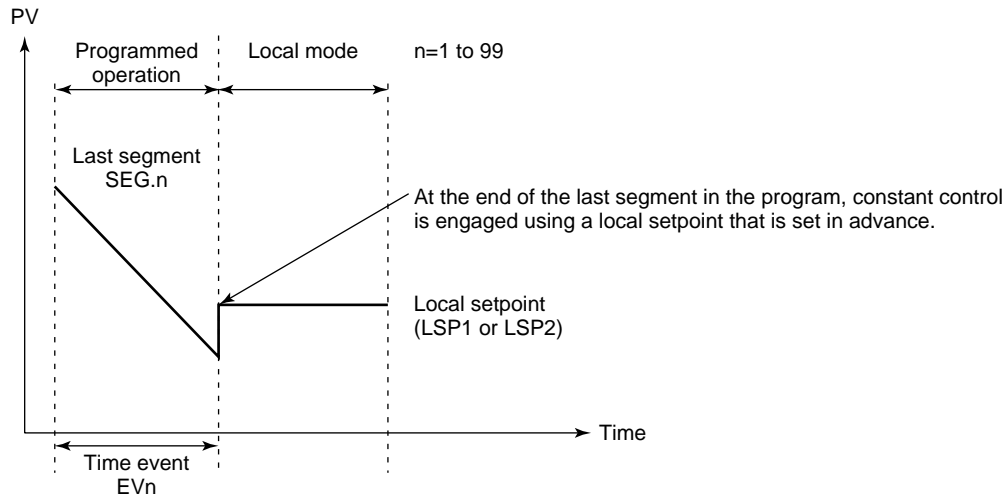 PV
Programmed
operation
Local mode
n=1 to 99
Last segment
SEG.n
At the end of the last segment in the program, constant control
is engaged using a local setpoint that is set in advance.
Local setpoint
(LSP1 or LSP2)
Time
Time event
EVn